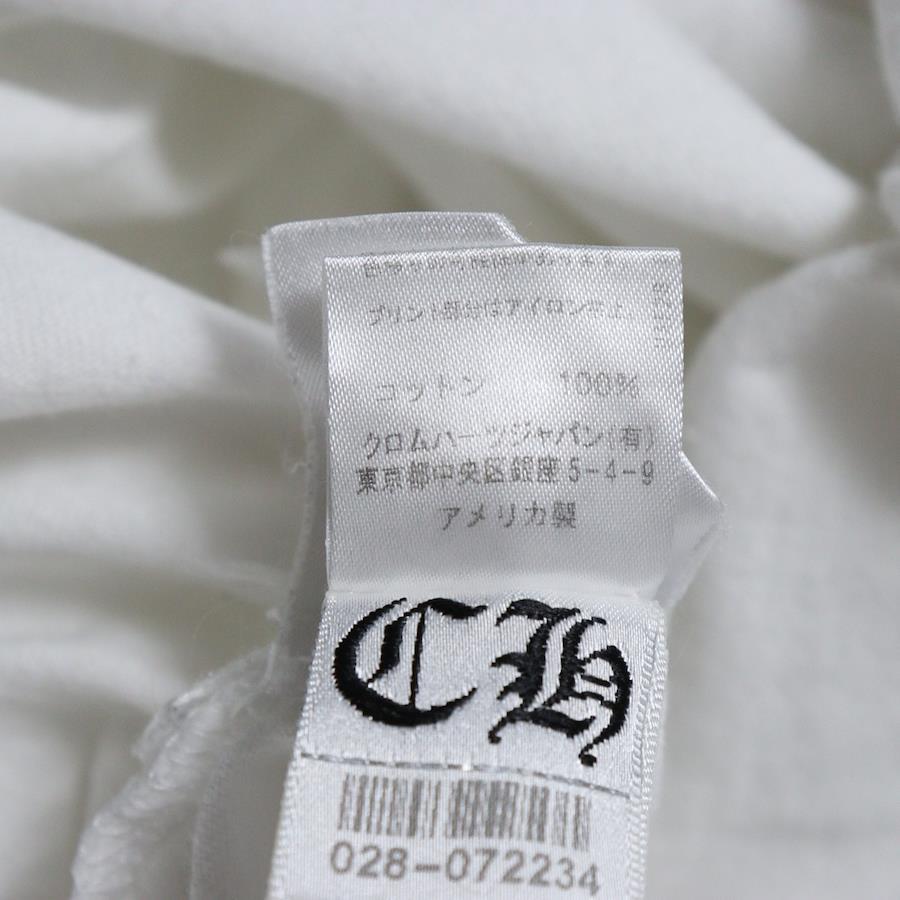 プリント部分はアイロン禁止
コットン 100%
クロムハーツジャパン(有)
東京都中央区銀座5-4-9
アメリカ製
CH
028-072234